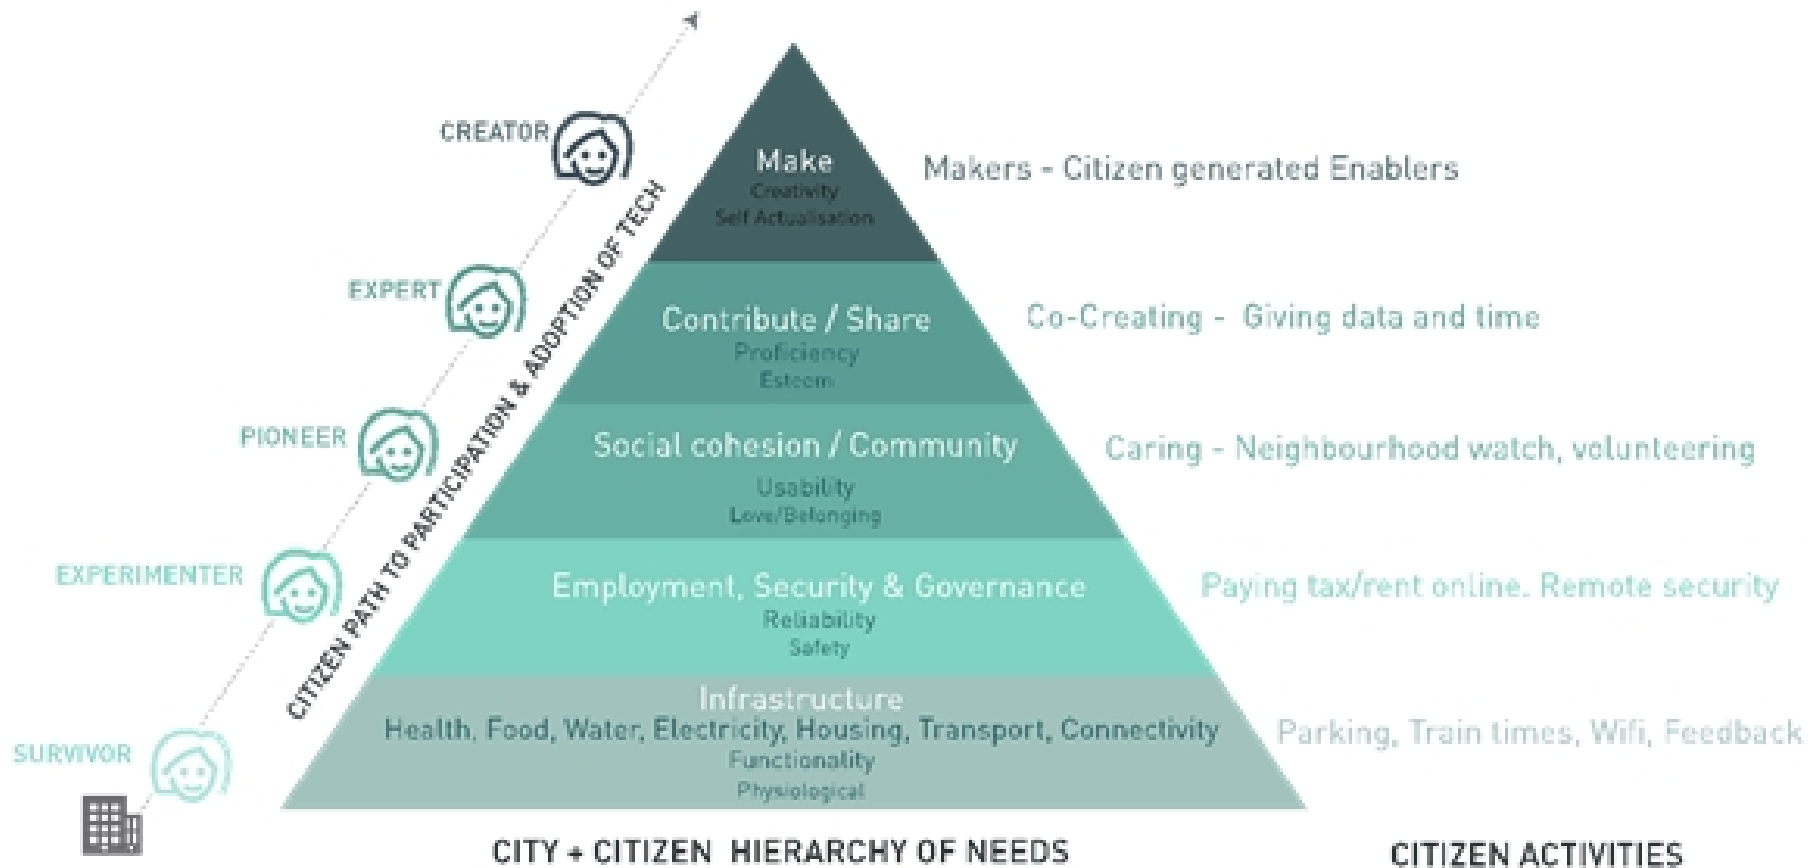 CREATOR
Make
Creativity
Self Actualisation
Makers - Citizen generated Enablers
EXPERT
Contribute / Share
Proficiency
Esteem
Co-Creating - Giving data and time
PIONEER
Social cohesion / Community
Usability
Love/Belonging
Caring - Neighbourhood watch, volunteering
EXPERIMENTER
Employment, Security & Governance
Reliability
Safety
Paying tax/rent online. Remote security
SURVIVOR
Infrastructure
Health, Food, Water, Electricity, Housing, Transport, Connectivity
Functionality
Physiological
Parking, Train times, Wifi, Feedback
CITIZEN PATH TO PARTICIPATION & ADOPTION OF TECH
CITY + CITIZEN HIERARCHY OF NEEDS
CITIZEN ACTIVITIES